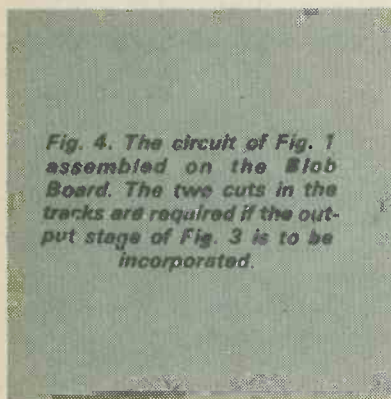 Fig. 4. The circuit of Fig. 1
assembled on the Blob
Board. The two cuts in the
tracks are required if the out-
put stage of Fig. 3 is to be
incorporated.